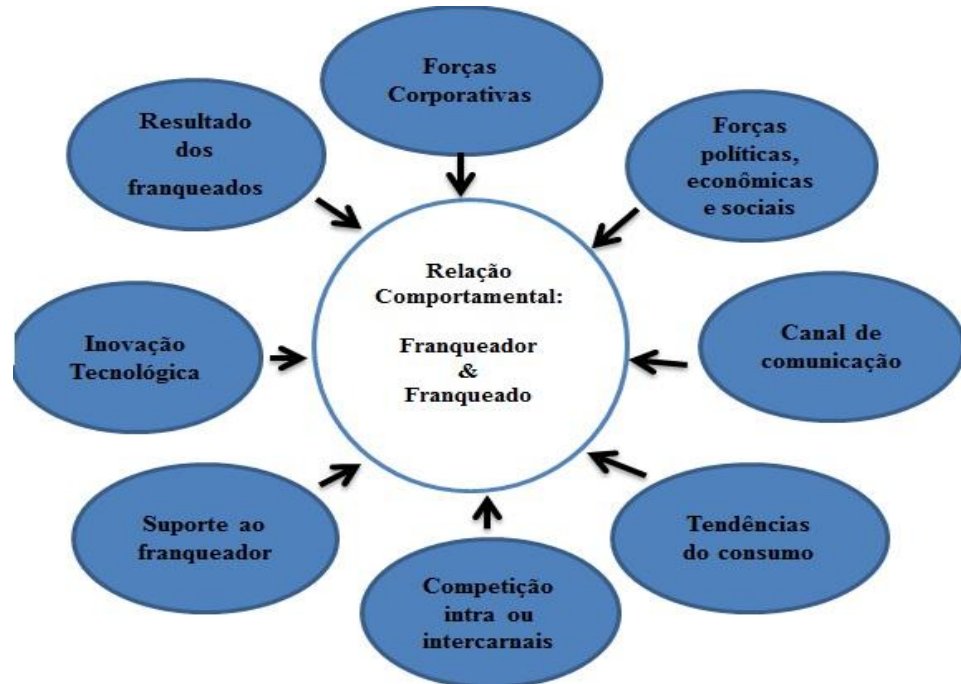 Forças
Corporativas
Resultado
dos
franqueados
Forças
políticas,
econômicas
e sociais
Relação
Comportamental:
Franqueador
&
Franqueado
Inovação
Tecnológica
Canal de
comunicação
Suporte ao
franqueador
Tendências
do consumo
Competição
intra ou
intercarnais